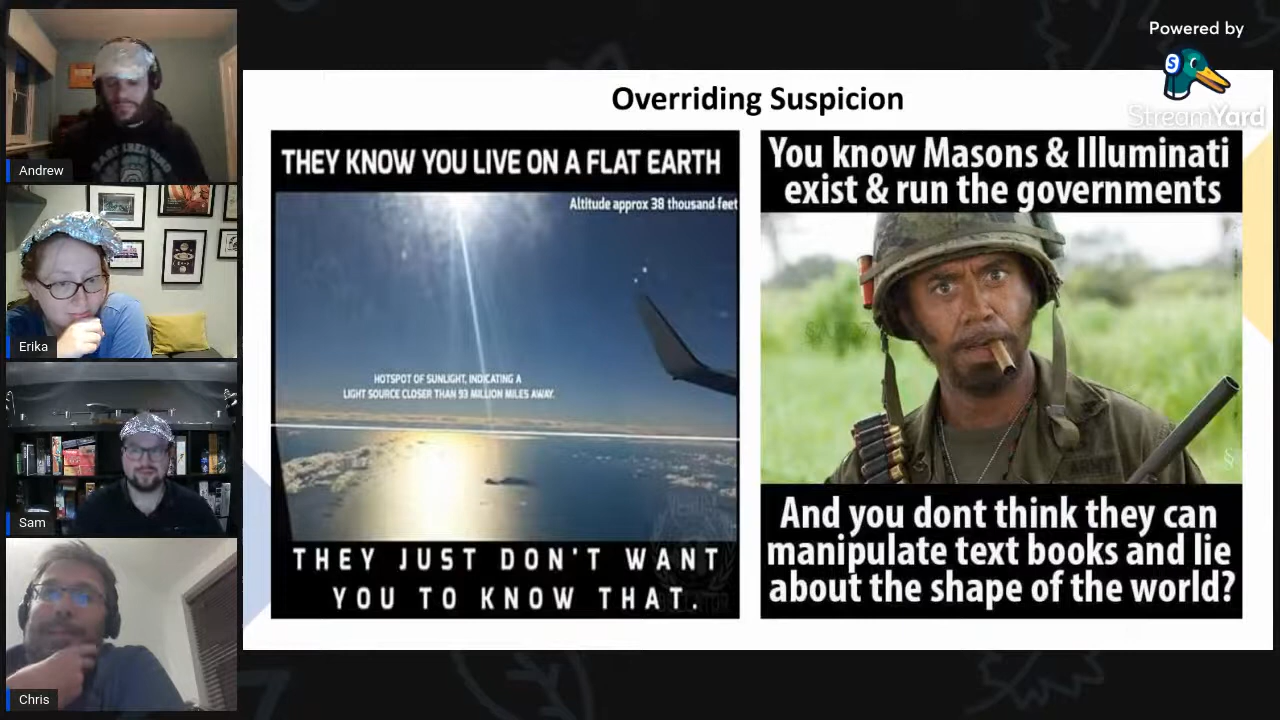 Powered by
StreamYard
Overriding Suspicion
THEY KNOW YOU LIVE ON A FLAT EARTH
Altitude approx 38 thousand feet
HOTSPOT OF SUNLIGHT, INDICATING A
LIGHT SOURCE CLOSER THAN 93 MILLION MILES AWAY.
THEY JUST DON'T WANT
YOU TO KNOW THAT.
You know Masons & Illuminati
exist & run the governments
ARMY
And you dont think they can
manipulate text books and lie
about the shape of the world?
Andrew
Erika
Sam
Chris